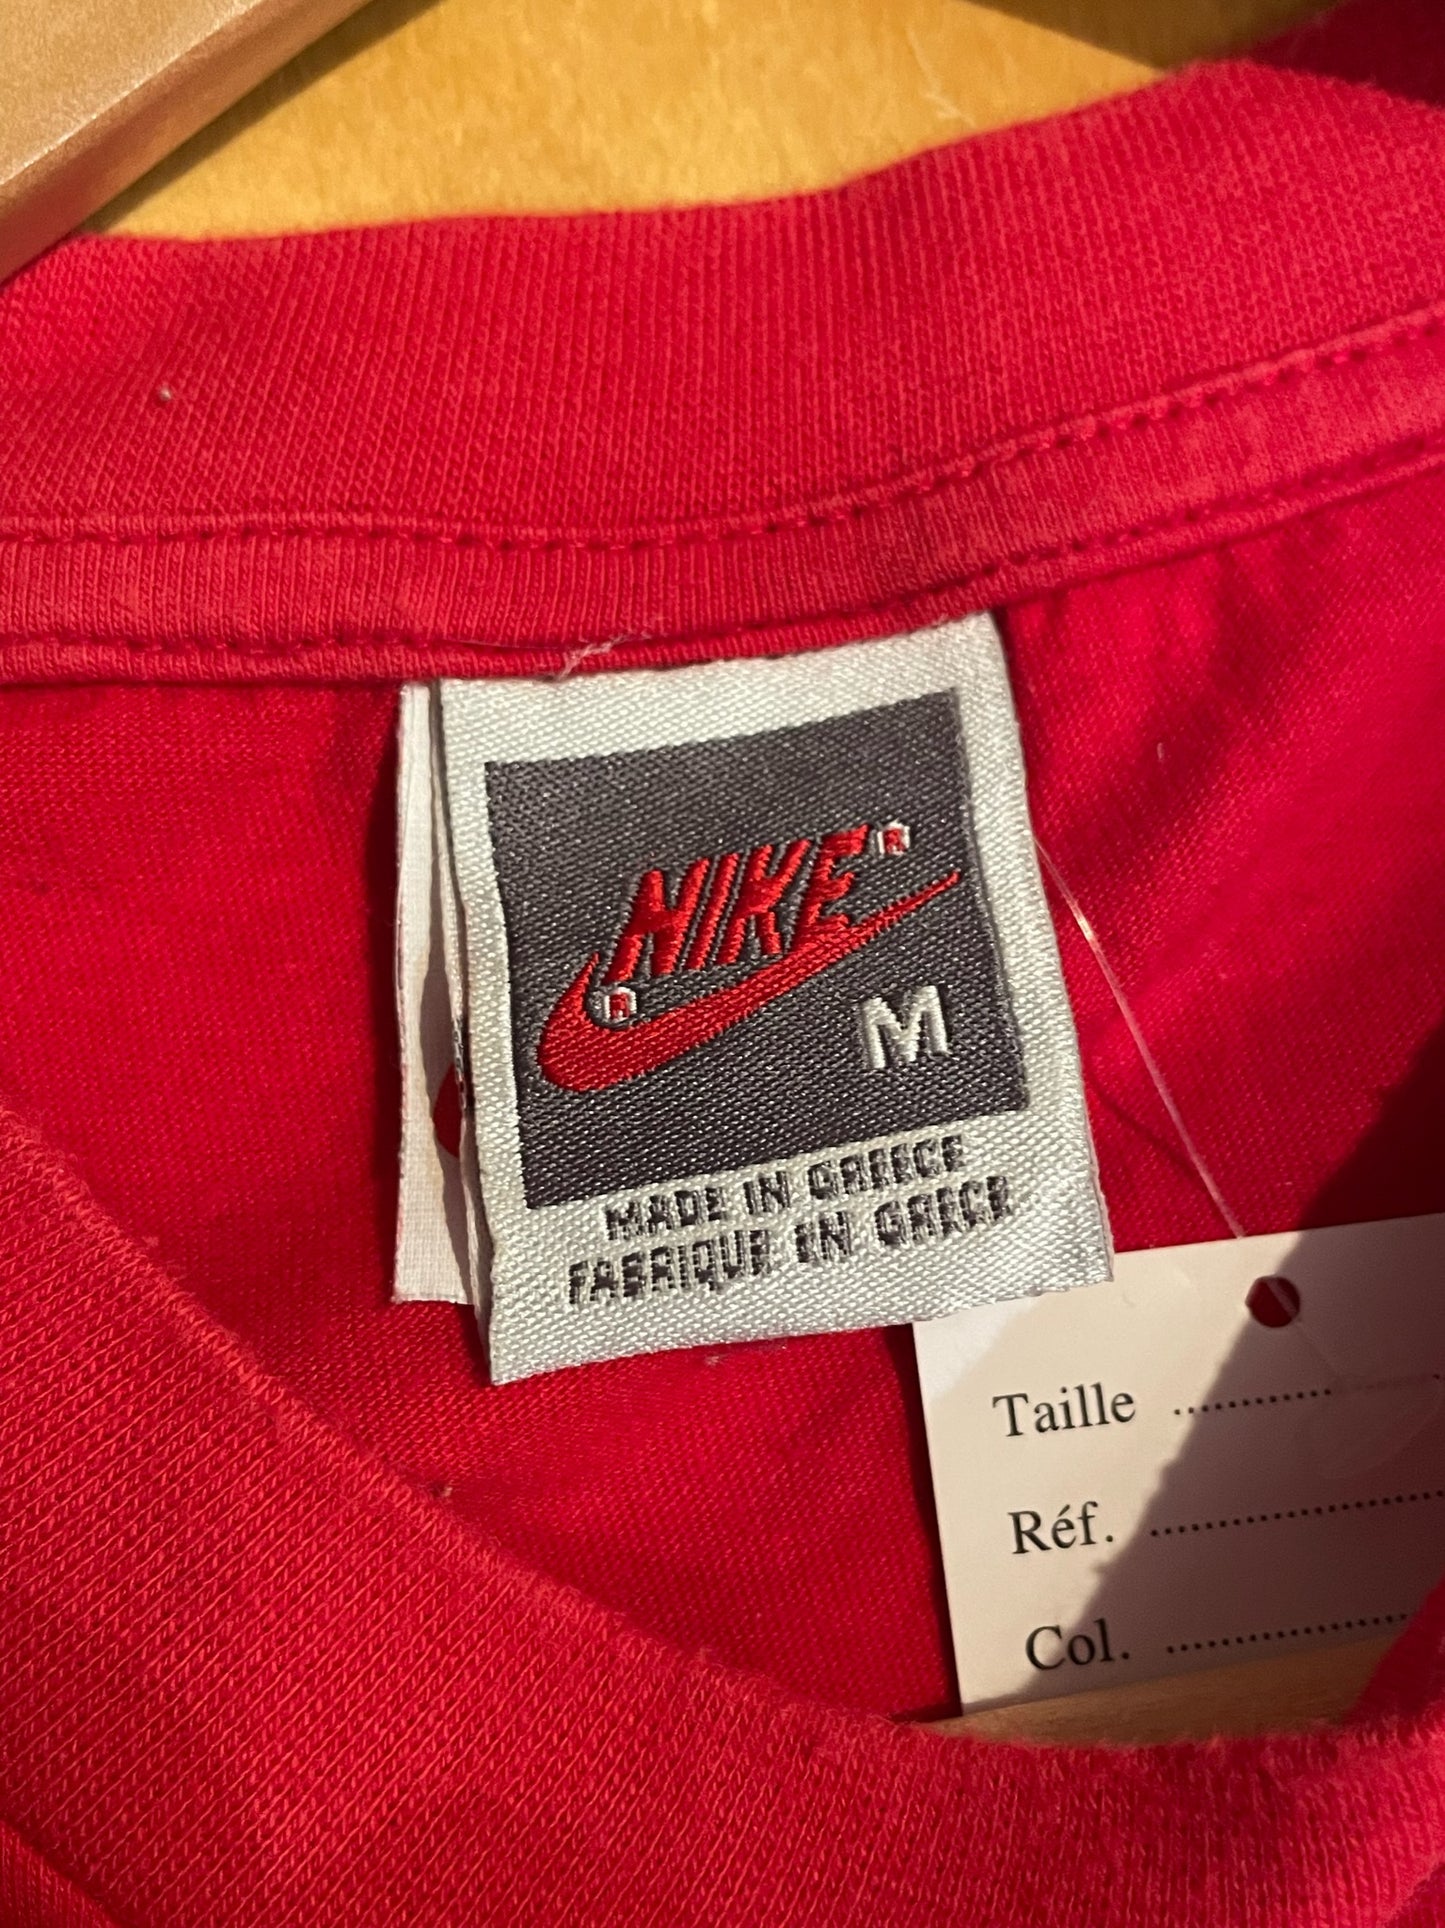 NIKE®
®
M
MADE IN GREECE
FABRIQUE EN GRECE
Taille ............
Réf. ......................
Col. ..................